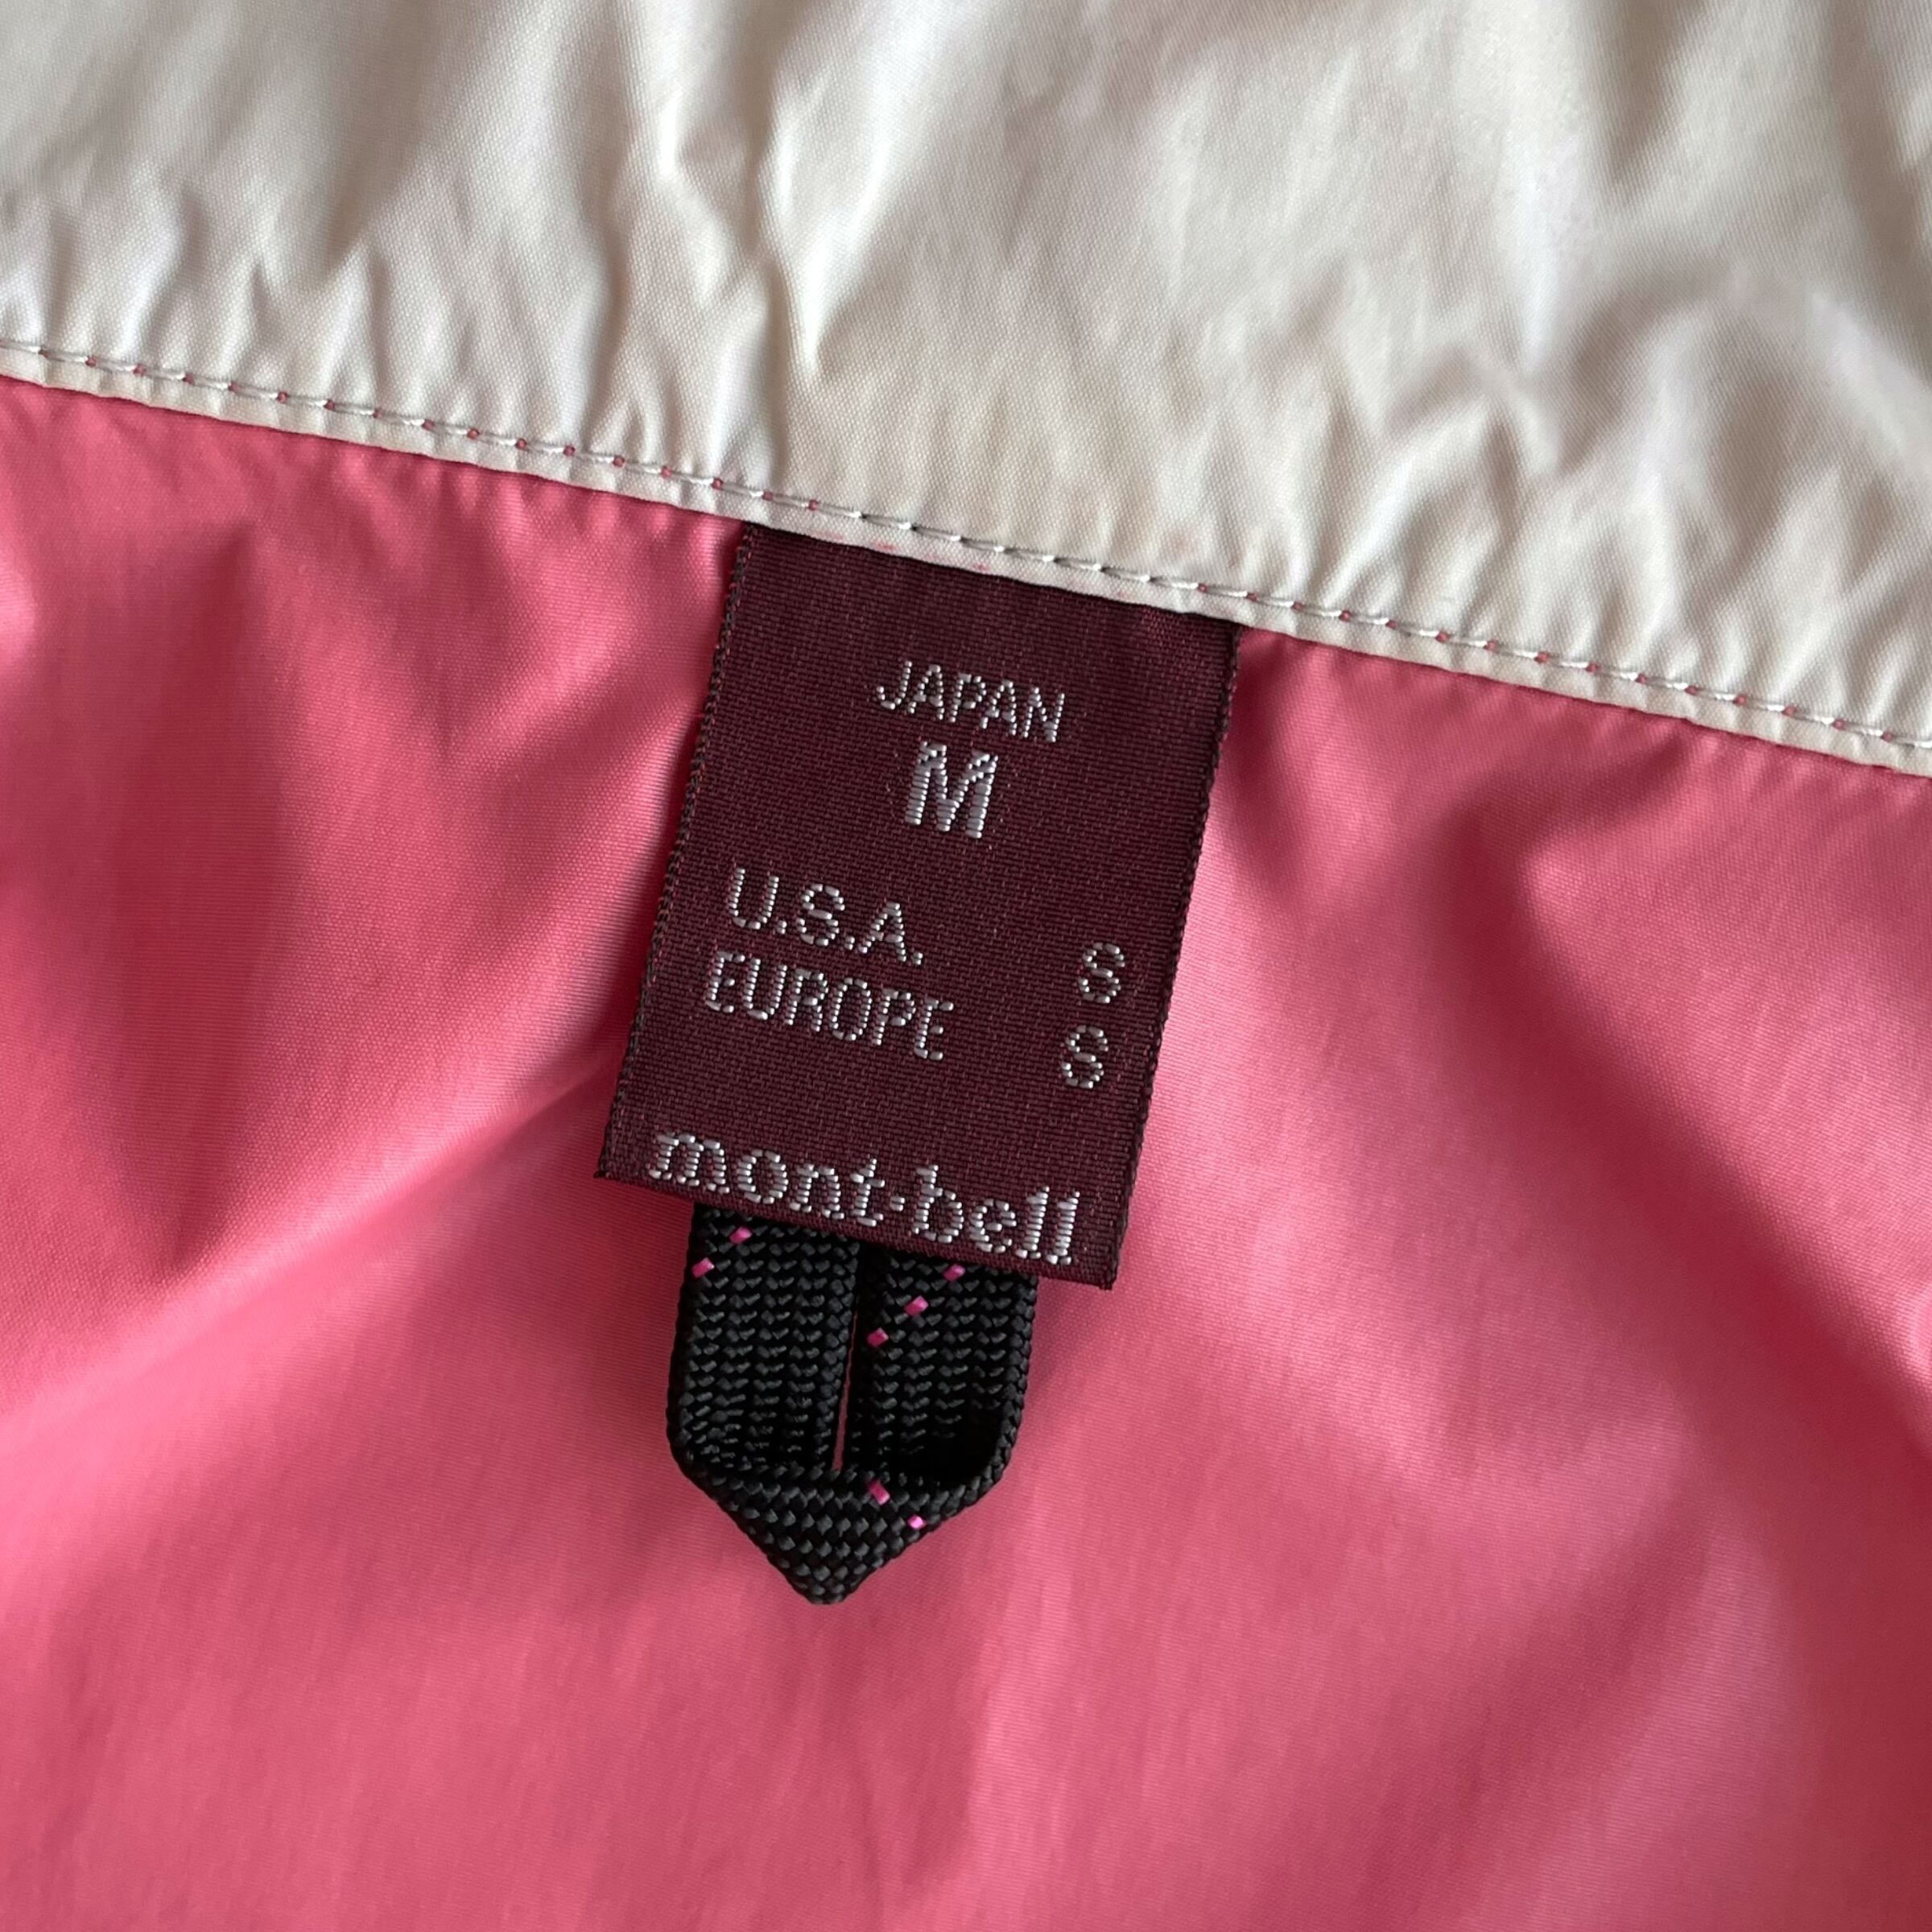 JAPAN
M
U.S.A. S
EUROPE S
mont·bell